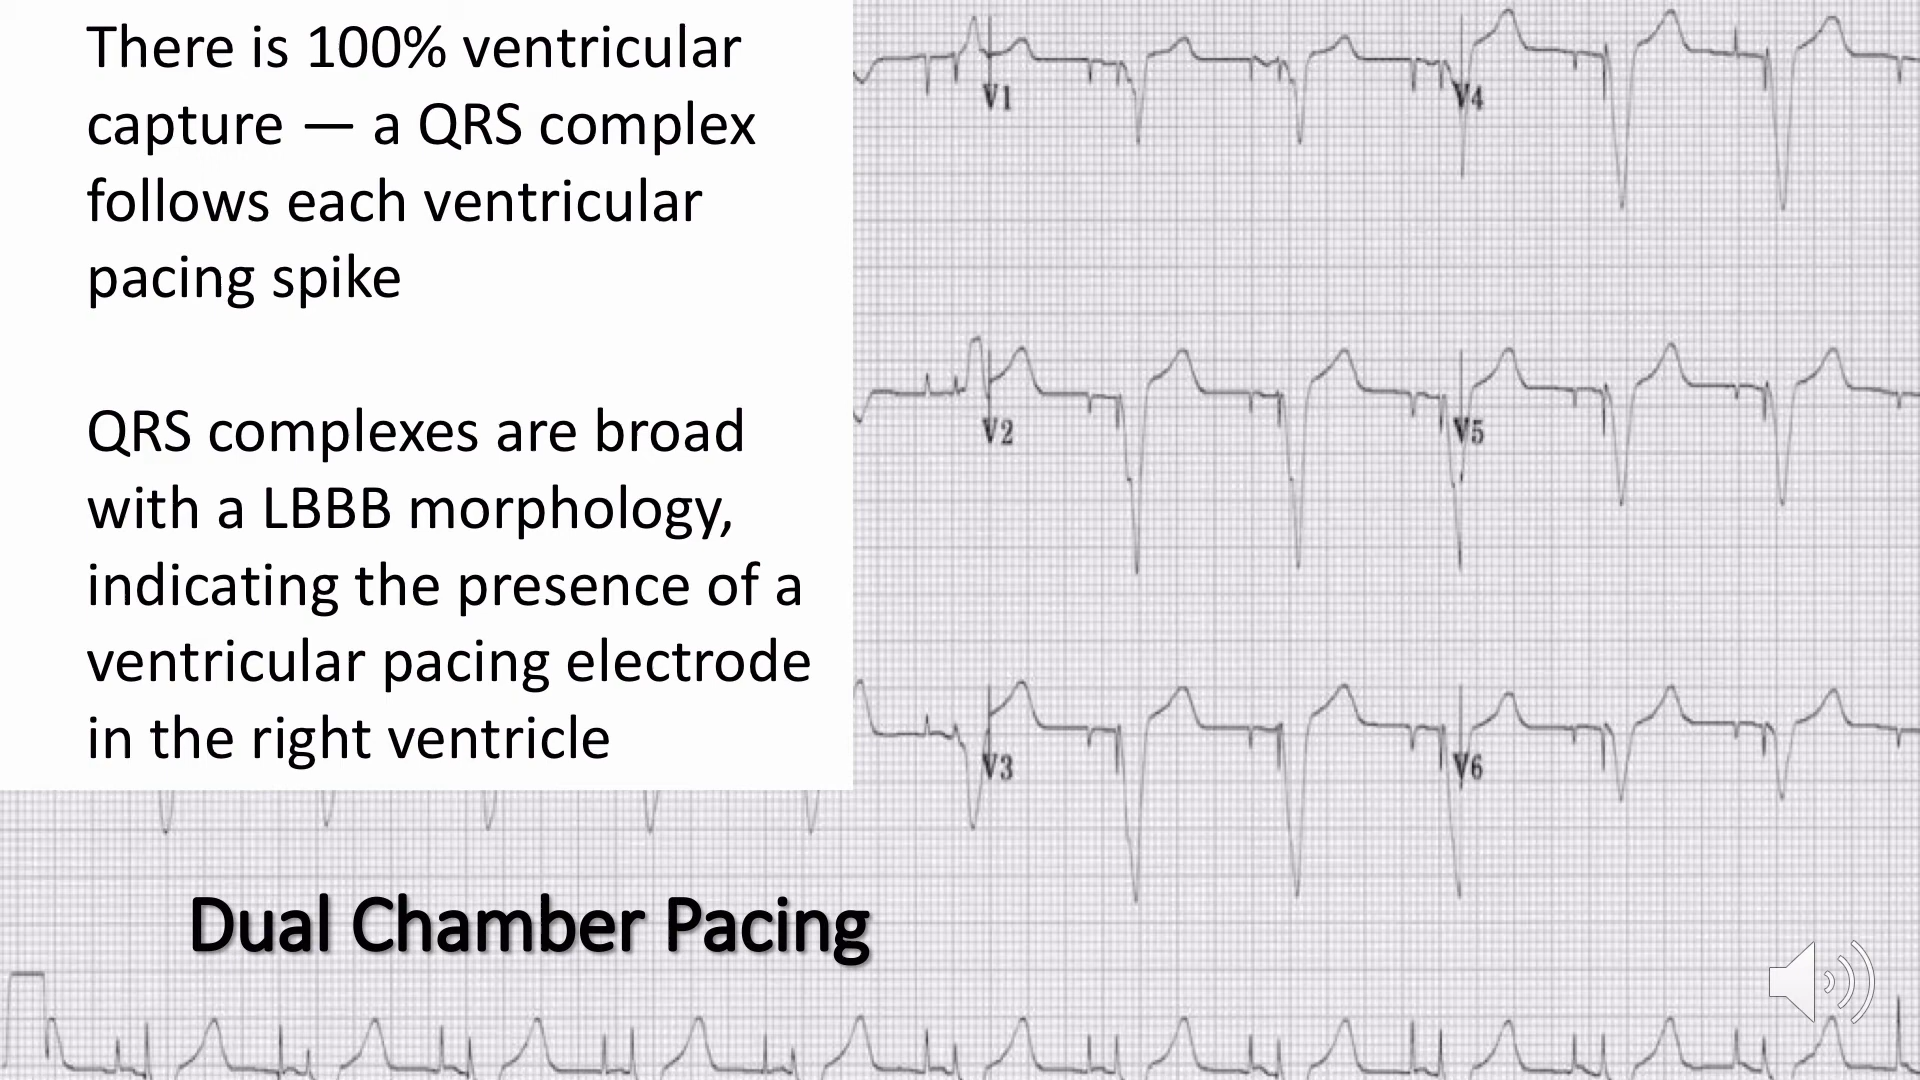 There is 100% ventricular
capture — a QRS complex
follows each ventricular
pacing spike
QRS complexes are broad
with a LBBB morphology,
indicating the presence of a
ventricular pacing electrode
in the right ventricle
V1
V4
V2
V5
V3
V6
Dual Chamber Pacing